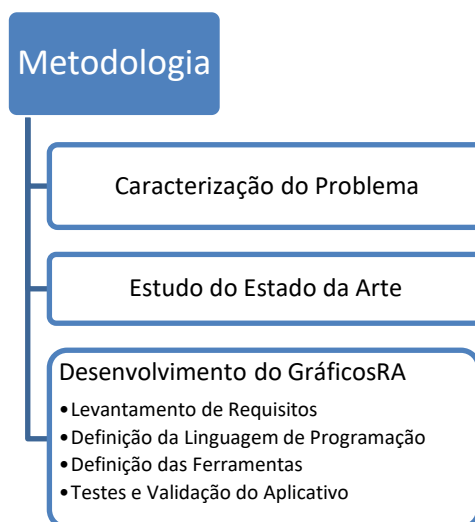 Metodologia
Caracterização do Problema
Estudo do Estado da Arte
Desenvolvimento do GráficosRA
•Levantamento de Requisitos
•Definição da Linguagem de Programação
•Definição das Ferramentas
•Testes e Validação do Aplicativo